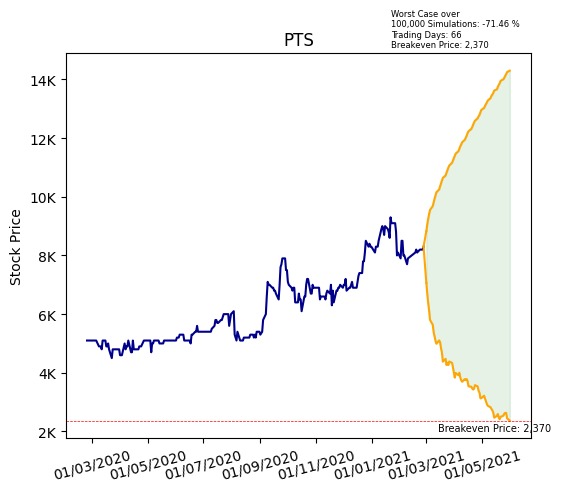 Worst Case over
100,000 Simulations: -71.46 %
Trading Days: 66
Breakeven Price: 2,370
PTS
14K
12K
10K
8K
6K
4K
2K
Stock Price
Breakeven Price: 2,370
01/03/2020 01/05/2020 01/07/2020 01/09/2020 01/11/2020 01/01/2021 01/03/2021 01/05/2021